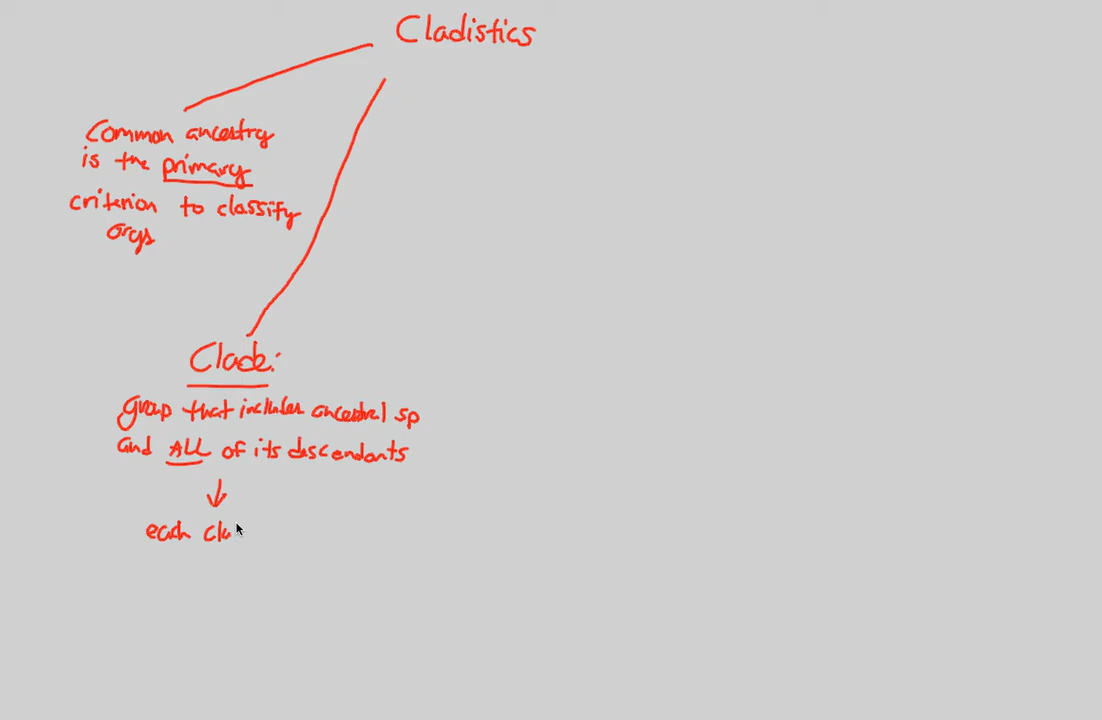 Cladistics
Common ancestry
is the primary
criterion to classify
orgs
Clade:
group that includes ancestral sp
and ALL of its descendants
each cla